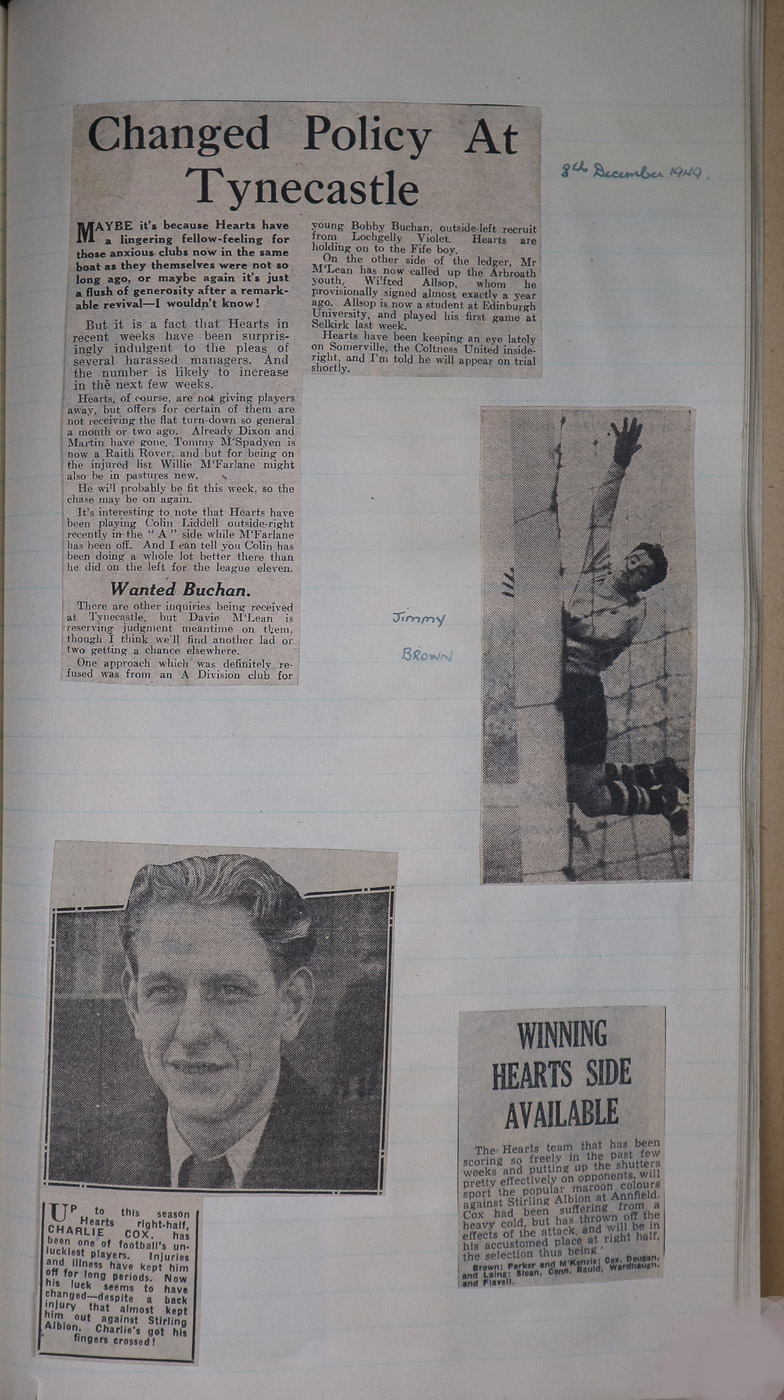 Changed Policy At
Tynecastle
8th December 1949.
MAYBE it's because Hearts have
a lingering fellow-feeling for
those anxious clubs now in the same
boat as they themselves were not so
long ago, or maybe again it's just
a flush of generosity after a remark-
able revival—I wouldn't know!
But it is a fact that Hearts in
recent weeks have been surpris-
ingly indulgent to the pleas of
several harassed managers. And
the number is likely to increase
in the next few weeks.
Hearts, of course, are not giving players
away, but offers for certain of them are
not receiving the flat turn-down so general
a month or two ago. Already Dixon and
Martin have gone, Tommy M'Spadyen is
now a Raith Rover, and but for being on
the injured list Willie M'Farlane might
also be in pastures new.
He will probably be fit this week, so the
chase may be on again.
It's interesting to note that Hearts have
been playing Colin Liddell outside-right
recently in the "A" side while M'Farlane
has been off. And I can tell you Colin has
been doing a whole lot better there than
he did on the left for the league eleven.
Wanted Buchan.
There are other inquiries being received
at Tynecastle, but Davie M'Lean is
reserving judgment meantime on them,
though I think we'll find another lad or
two getting a chance elsewhere.
One approach which was definitely re-
fused was from an A Division club for
young Bobby Buchan, outside-left recruit
from Lochgelly Violet. Hearts are
holding on to the Fife boy.
On the other side of the ledger, Mr
M'Lean has now called up the Arbroath
youth, Wilfred Allsop, whom he
provisionally signed almost exactly a year
ago. Allsop is now a student at Edinburgh
University, and played his first game at
Selkirk last week.
Hearts have been keeping an eye lately
on Somerville, the Coltness United inside-
right, and I'm told he will appear on trial
shortly.
Jimmy
BROWN
UP to this season
Hearts right-half,
CHARLIE COX, has
been one of football's un-
luckiest players. Injuries
and illness have kept him
off for long periods. Now
his luck seems to have
changed—despite a back
injury that almost kept
him out against Stirling
Albion. Charlie's got his
fingers crossed!
WINNING
HEARTS SIDE
AVAILABLE
The Hearts team that has been
scoring so freely in the past few
weeks and putting up the shutters
pretty effectively on opponents, will
sport the popular maroon colours
against Stirling Albion at Annfield.
Cox had been suffering from a
heavy cold, but has thrown off the
effects of the attack, and will be in
his accustomed place at right half,
the selection thus being
Brown; Parker and M'Kenzie; Cox, Dougan,
and Laing; Sloan, Conn, Bauld, Wardhaugh,
and Flavell.